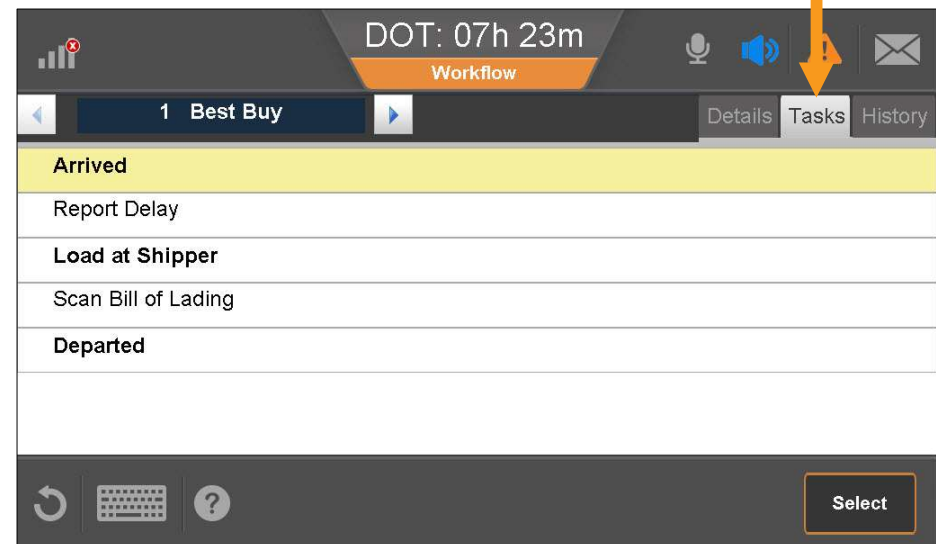 DOT: 07h 23m
Workflow
1 Best Buy
Details Tasks History
Arrived
Report Delay
Load at Shipper
Scan Bill of Lading
Departed
Select